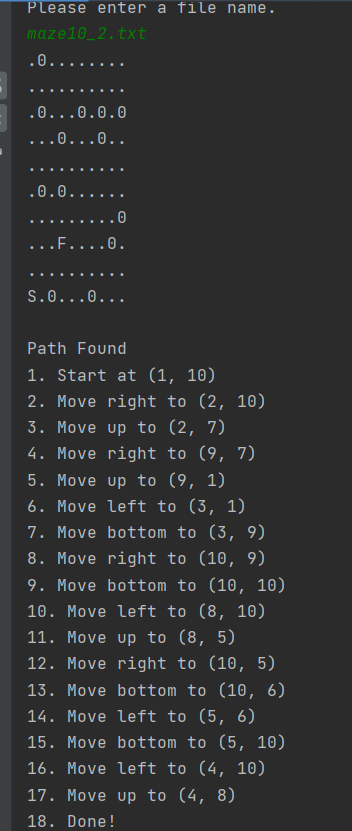 Please enter a file name.
maze10_2.txt
.0........
..........
.0...0.0.0
...0...0..
..........
.0.0......
.........0
...F....0.
..........
S.0...0...
Path Found
1. Start at (1, 10)
2. Move right to (2, 10)
3. Move up to (2, 7)
4. Move right to (9, 7)
5. Move up to (9, 1)
6. Move left to (3, 1)
7. Move bottom to (3, 9)
8. Move right to (10, 9)
9. Move bottom to (10, 10)
10. Move left to (8, 10)
11. Move up to (8, 5)
12. Move right to (10, 5)
13. Move bottom to (10, 6)
14. Move left to (5, 6)
15. Move bottom to (5, 10)
16. Move left to (4, 10)
17. Move up to (4, 8)
18. Done!